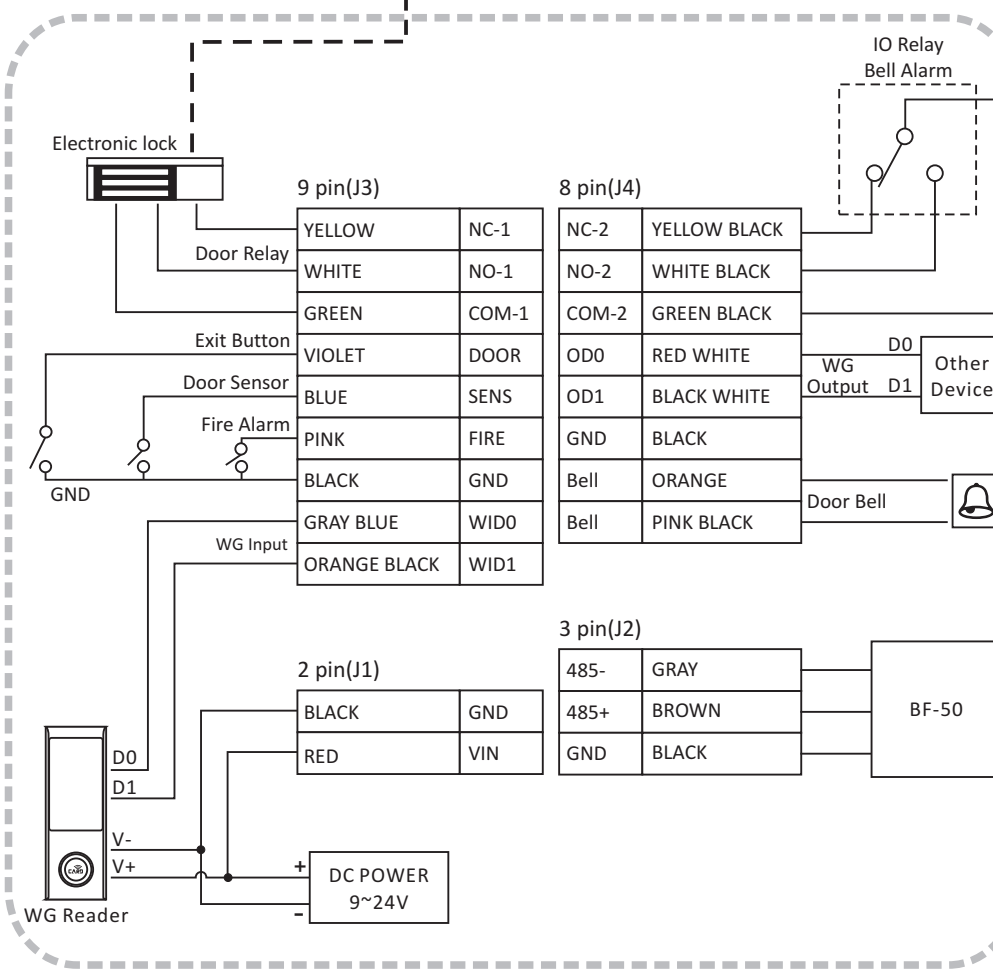 IO Relay
Bell Alarm
Electronic lock
9 pin(J3)
8 pin(J4)
Door Relay
YELLOW NC-1
WHITE NO-1
GREEN COM-1
Exit Button
VIOLET DOOR
Door Sensor
BLUE SENS
Fire Alarm
PINK FIRE
BLACK GND
GND
GRAY BLUE WID0
WG Input
ORANGE BLACK WID1
NC-2 YELLOW BLACK
NO-2 WHITE BLACK
COM-2 GREEN BLACK
OD0 RED WHITE
OD1 BLACK WHITE
GND BLACK
Bell ORANGE
Bell PINK BLACK
WG
Output
D0
D1
Other
Device
Door Bell
2 pin(J1)
BLACK GND
RED VIN
3 pin(J2)
485- GRAY
485+ BROWN
GND BLACK
BF-50
D0
D1
V-
V+
CARD
WG Reader
+
-
DC POWER
9~24V